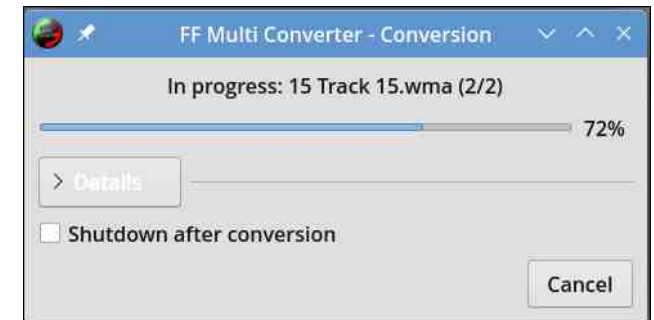 FF Multi Converter - Conversion
In progress: 15 Track 15.wma (2/2)
72%
> Details
Shutdown after conversion
Cancel